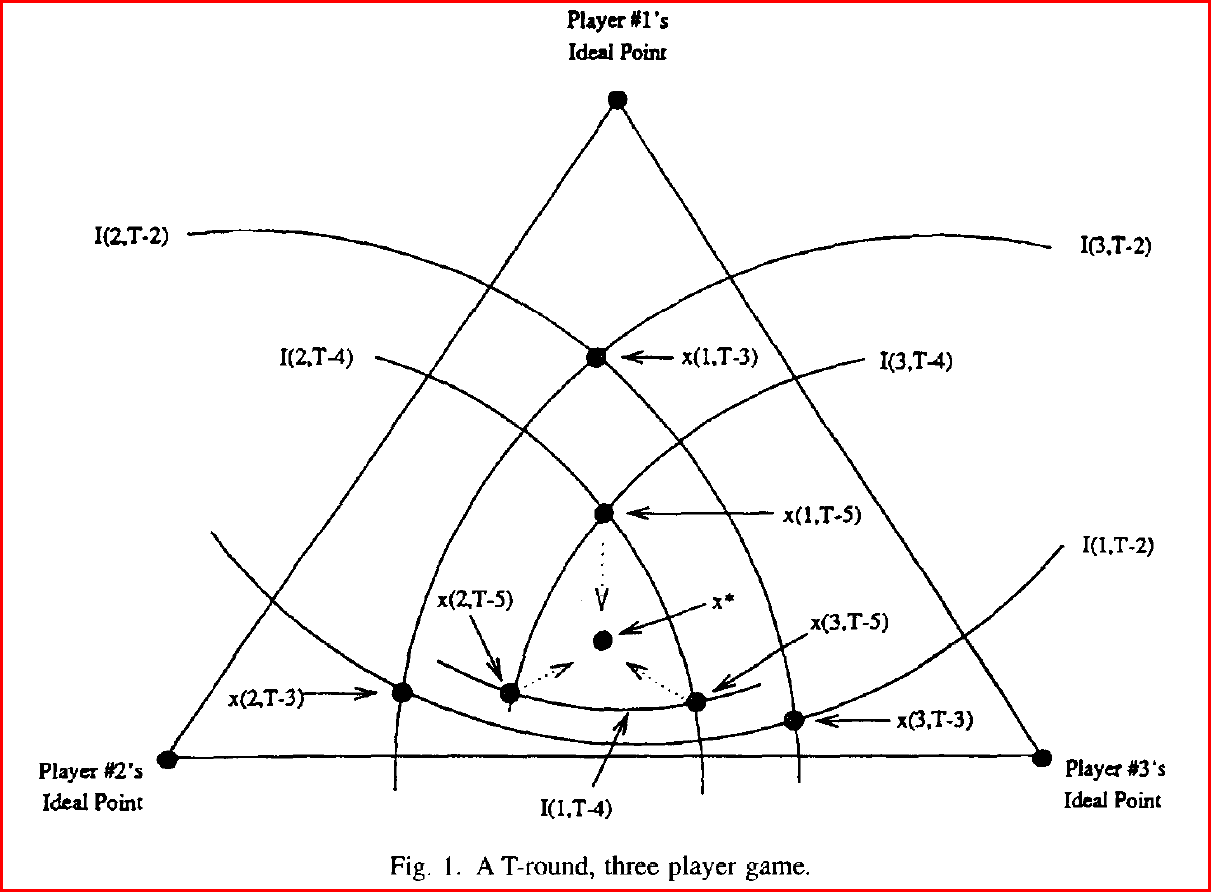 Player #1's
Ideal Point
I(2,T-2)
I(3,T-2)
I(2,T-4)
x(1,T-3)
I(3,T-4)
x(1,T-5)
I(1,T-2)
x(2,T-5)
x*
x(3,T-5)
x(2,T-3)
x(3,T-3)
Player #2's
Ideal Point
Player #3's
Ideal Point
I(1,T-4)
Fig. 1. A T-round, three player game.